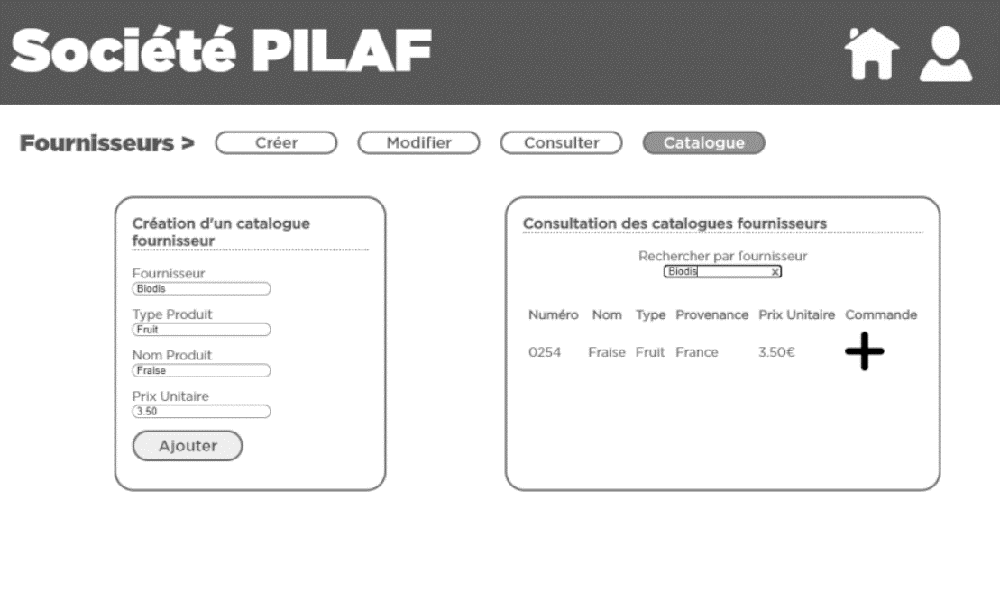 Société PILAF
Fournisseurs > Créer Modifier Consulter Catalogue
Création d'un catalogue
fournisseur
Fournisseur
Biodis
Type Produit
Fruit
Nom Produit
Fraise
Prix Unitaire
3.50
Ajouter
Consultation des catalogues fournisseurs
Rechercher par fournisseur
Biodis x
Numéro Nom Type Provenance Prix Unitaire Commande
0254 Fraise Fruit France 3.50€